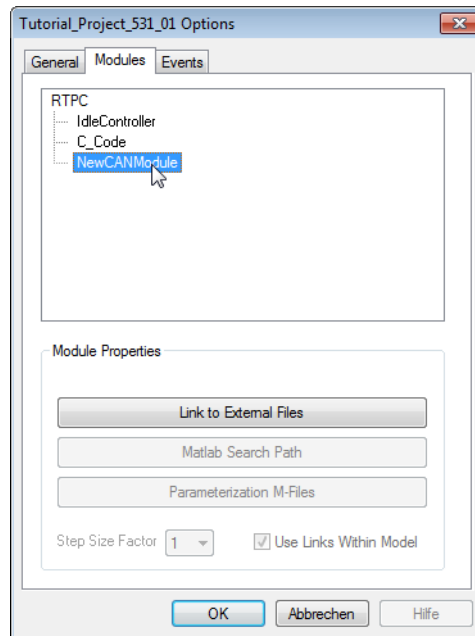 Tutorial_Project_531_01 Options
General Modules Events
RTPC
IdleController
C_Code
NewCANModule
Module Properties
Link to External Files
Matlab Search Path
Parameterization M-Files
Step Size Factor 1 Use Links Within Model
OK Abbrechen Hilfe